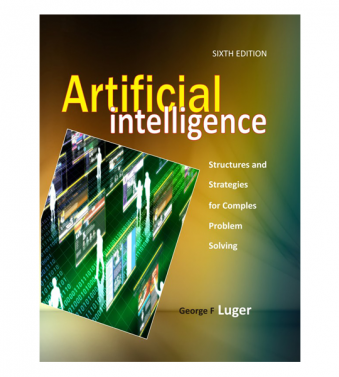 SIXTH EDITION
Artificial
intelligence
Structures and
Strategies
for Comples
Problem
Solving
George F Luger